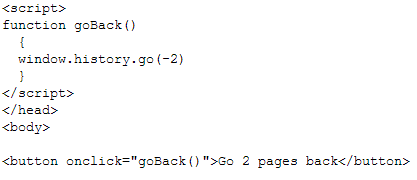 <script>
function goBack()
  {
  window.history.go(-2)
  }
</script>
</head>
<body>

<button onclick="goBack()">Go 2 pages back</button>